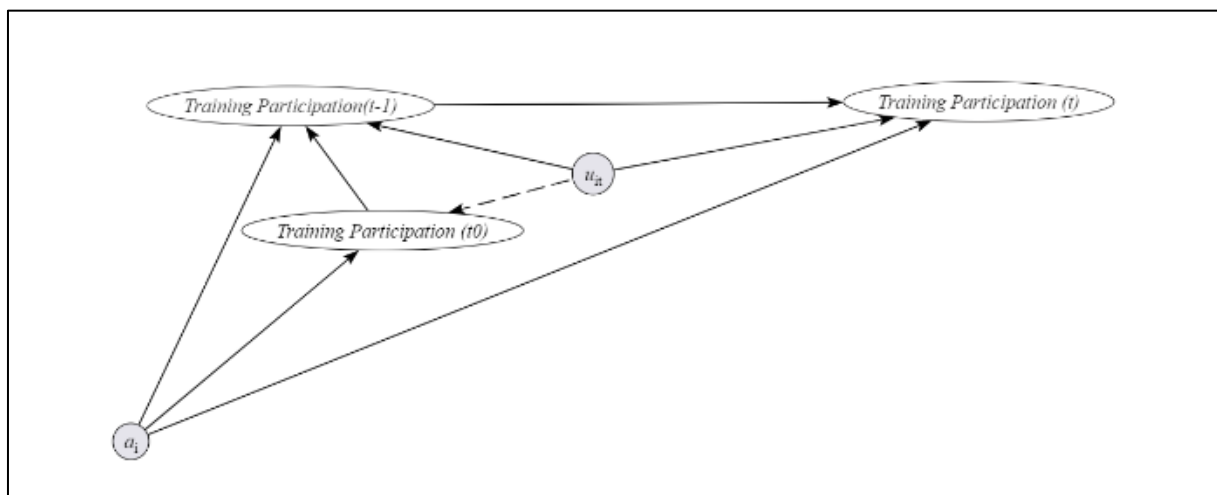 Training Participation(t-1)
Training Participation (t)
u_it
Training Participation (t0)
a_i